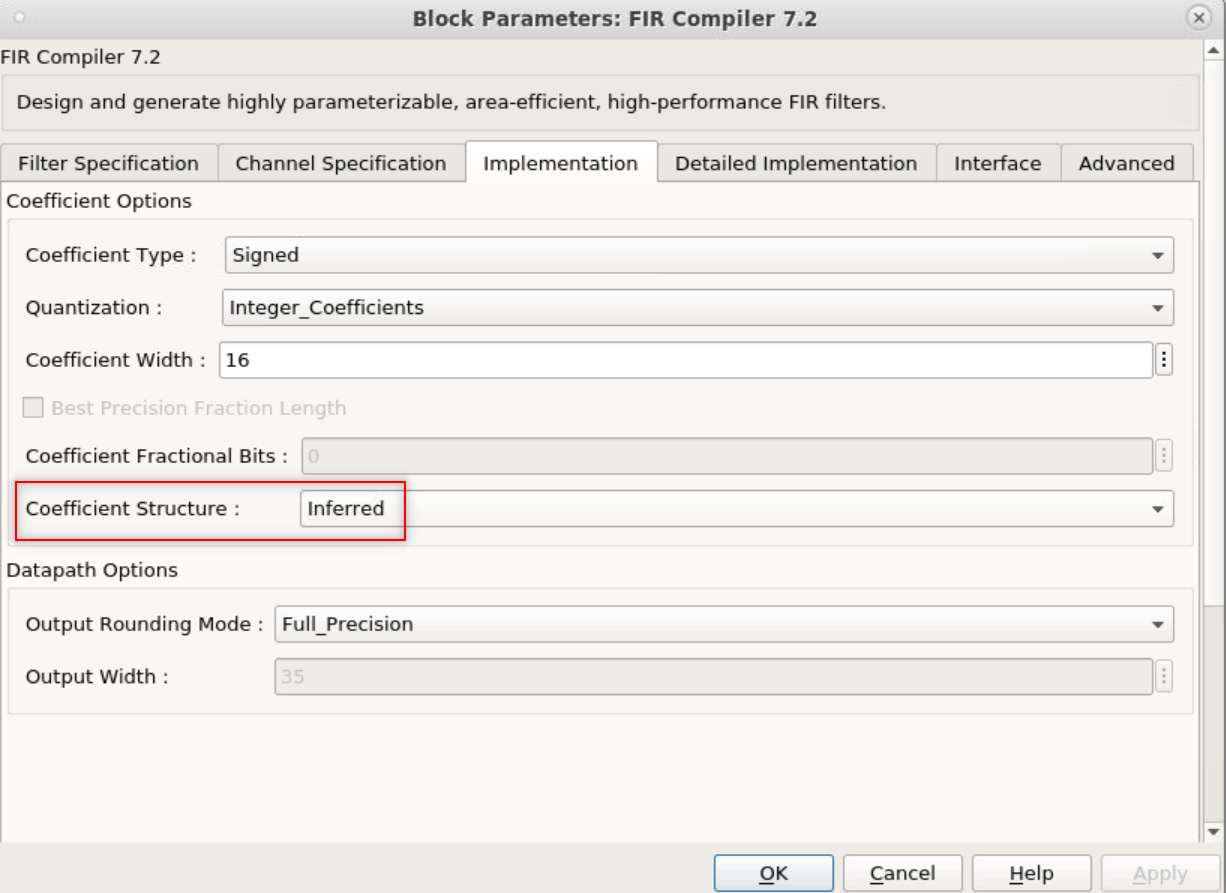 Block Parameters: FIR Compiler 7.2
FIR Compiler 7.2
Design and generate highly parameterizable, area-efficient, high-performance FIR filters.
Filter Specification Channel Specification Implementation Detailed Implementation Interface Advanced
Coefficient Options
Coefficient Type : Signed
Quantization : Integer_Coefficients
Coefficient Width : 16
Best Precision Fraction Length
Coefficient Fractional Bits : 0
Coefficient Structure : Inferred
Datapath Options
Output Rounding Mode : Full_Precision
Output Width : 35
OK Cancel Help Apply